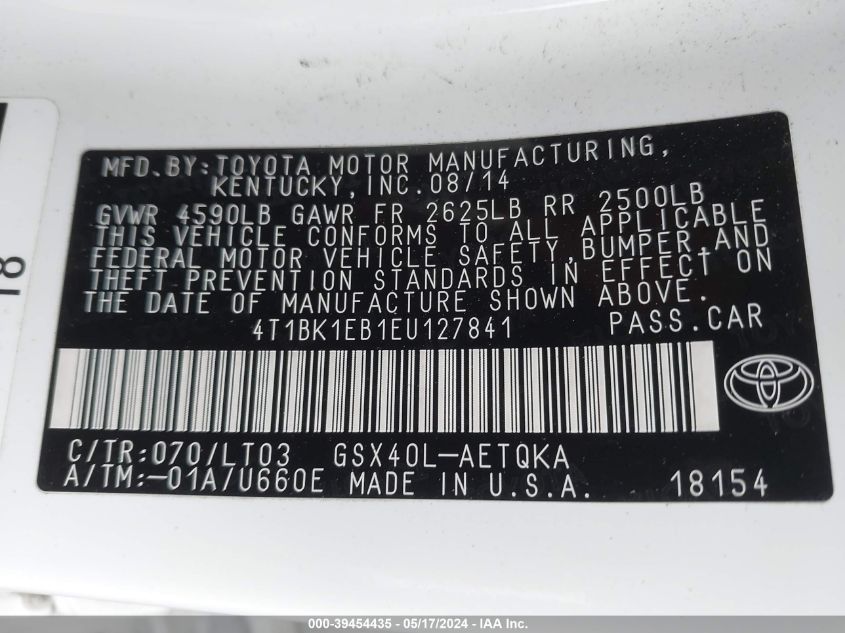 MFD.BY:TOYOTA MOTOR MANUFACTURING,
KENTUCKY,INC.08/14
GVWR 4590LB GAWR FR 2625LB RR 2500LB
THIS VEHICLE CONFORMS TO ALL APPLICABLE
FEDERAL MOTOR VEHICLE SAFETY,BUMPER,AND
THEFT PREVENTION STANDARDS IN EFFECT ON
THE DATE OF MANUFACTURE SHOWN ABOVE.
4T1BK1EB1EU127841 PASS.CAR
C/TR:070/LT03 GSX40L-AETQKA
A/TM:-01A/U660E MADE IN U.S.A. 18154
18
000-39454435 - 05/17/2024 - IAA Inc.